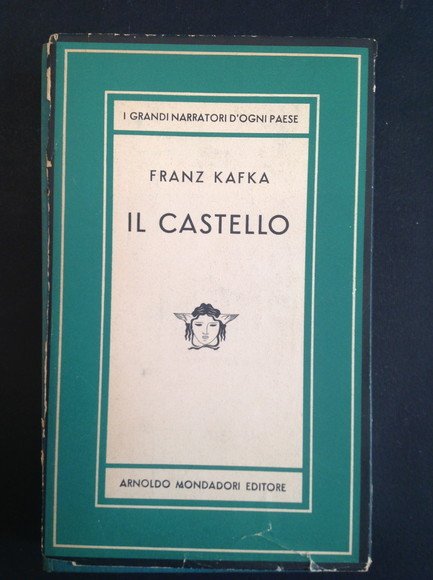 I GRANDI NARRATORI D'OGNI PAESE
FRANZ KAFKA
IL CASTELLO
ARNOLDO MONDADORI EDITORE